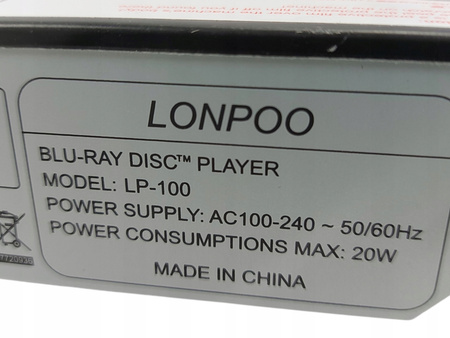 LONPOO
BLU-RAY DISC™ PLAYER
MODEL: LP-100
POWER SUPPLY: AC100-240 ~ 50/60Hz
POWER CONSUMPTIONS MAX: 20W
MADE IN CHINA